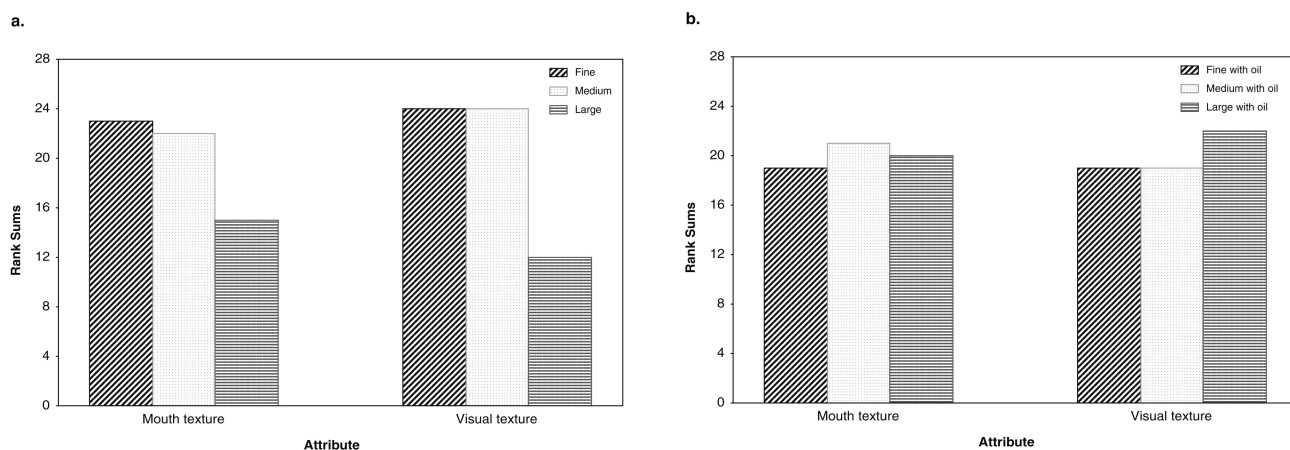 a.
28
24
20
16
12
8
4
0
Rank Sums
Fine
Medium
Large
Mouth texture
Visual texture
Attribute
b.
28
24
20
16
12
8
4
0
Rank Sums
Fine with oil
Medium with oil
Large with oil
Mouth texture
Visual texture
Attribute